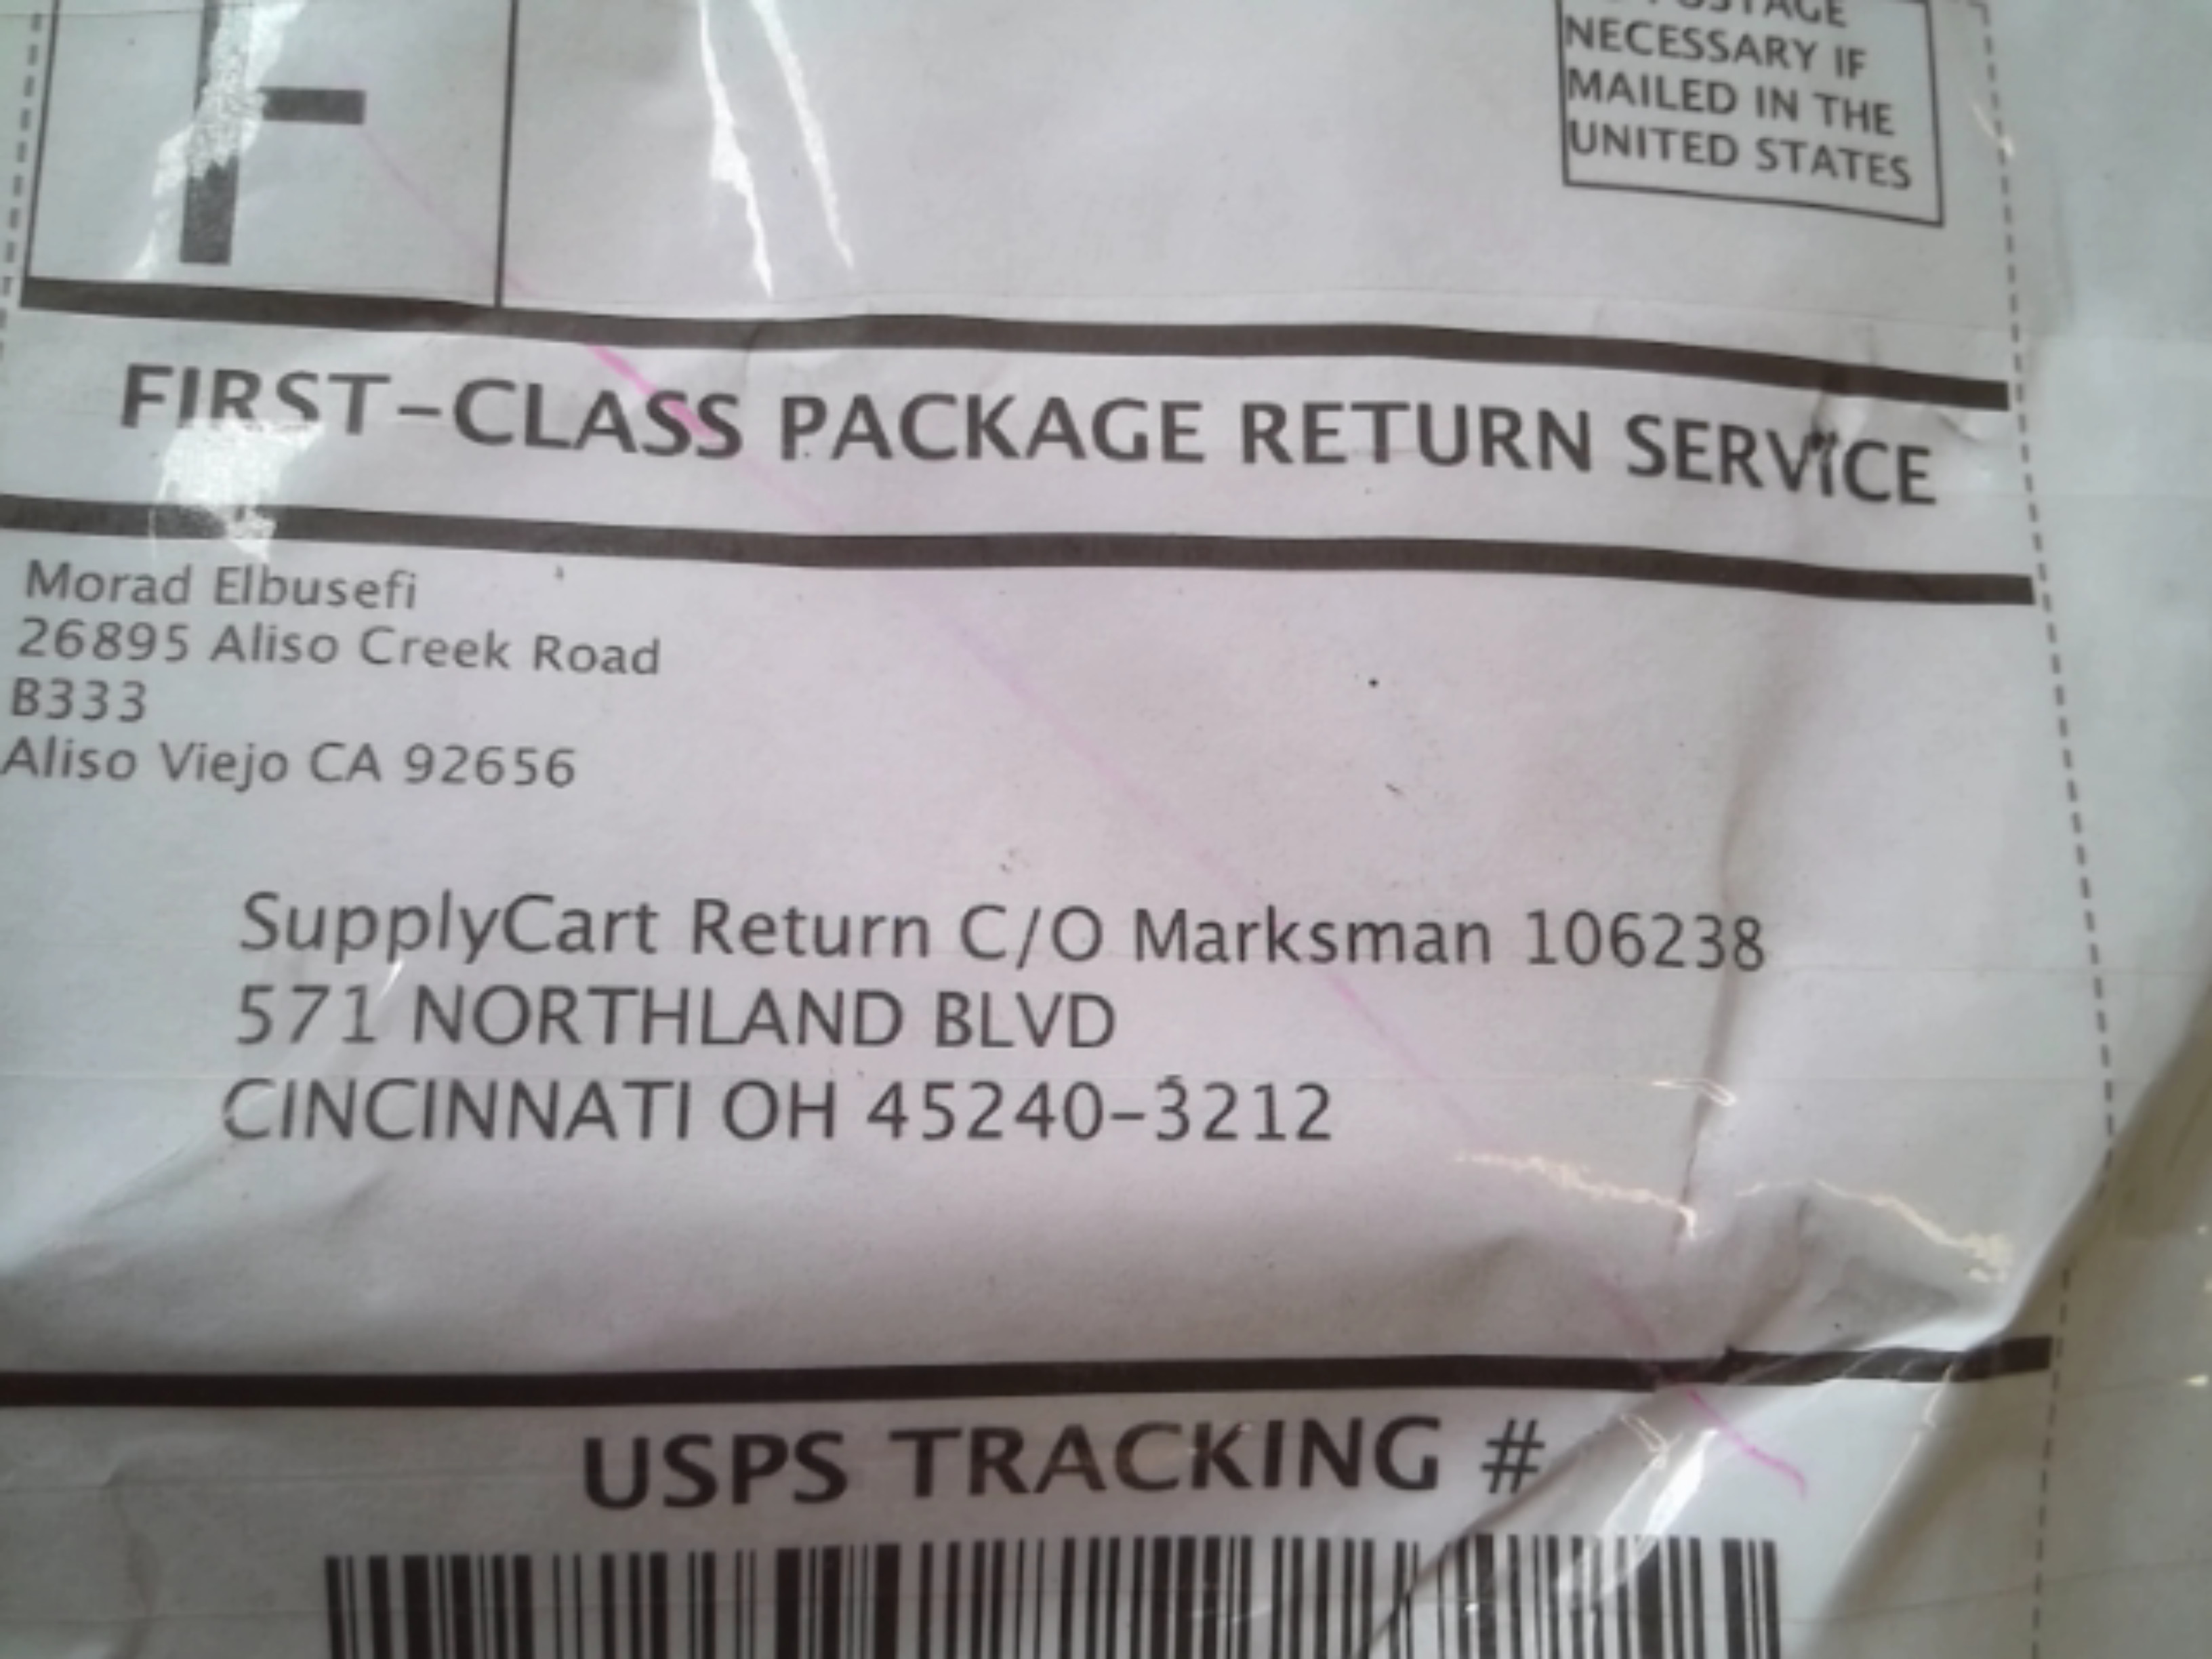 F
POSTAGE
NECESSARY IF
MAILED IN THE
UNITED STATES
FIRST-CLASS PACKAGE RETURN SERVICE
Morad Elbusefi
26895 Aliso Creek Road
B333
Aliso Viejo CA 92656
SupplyCart Return C/O Marksman 106238
571 NORTHLAND BLVD
CINCINNATI OH 45240-3212
USPS TRACKING #